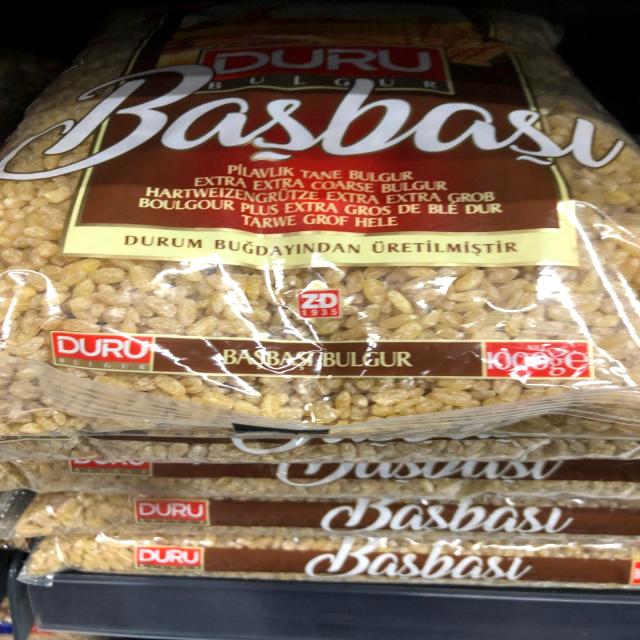 DURU
BULGUR
Başbaşı
PİLAVLIK TANE BULGUR
EXTRA EXTRA COARSE BULGUR
HARTWEIZENGRÜTZE EXTRA EXTRA GROB
BOULGOUR PLUS EXTRA GROS DE BLÉ DUR
TARWE GROF HELE
DURUM BUĞDAYINDAN ÜRETİLMİŞTİR
Z-D
1935
DURU
BULGUR
BAŞBAŞI BULGUR
1000g℮
DURU
Başbaşı
DURU
Başbaşı
DURU
Başbaşı